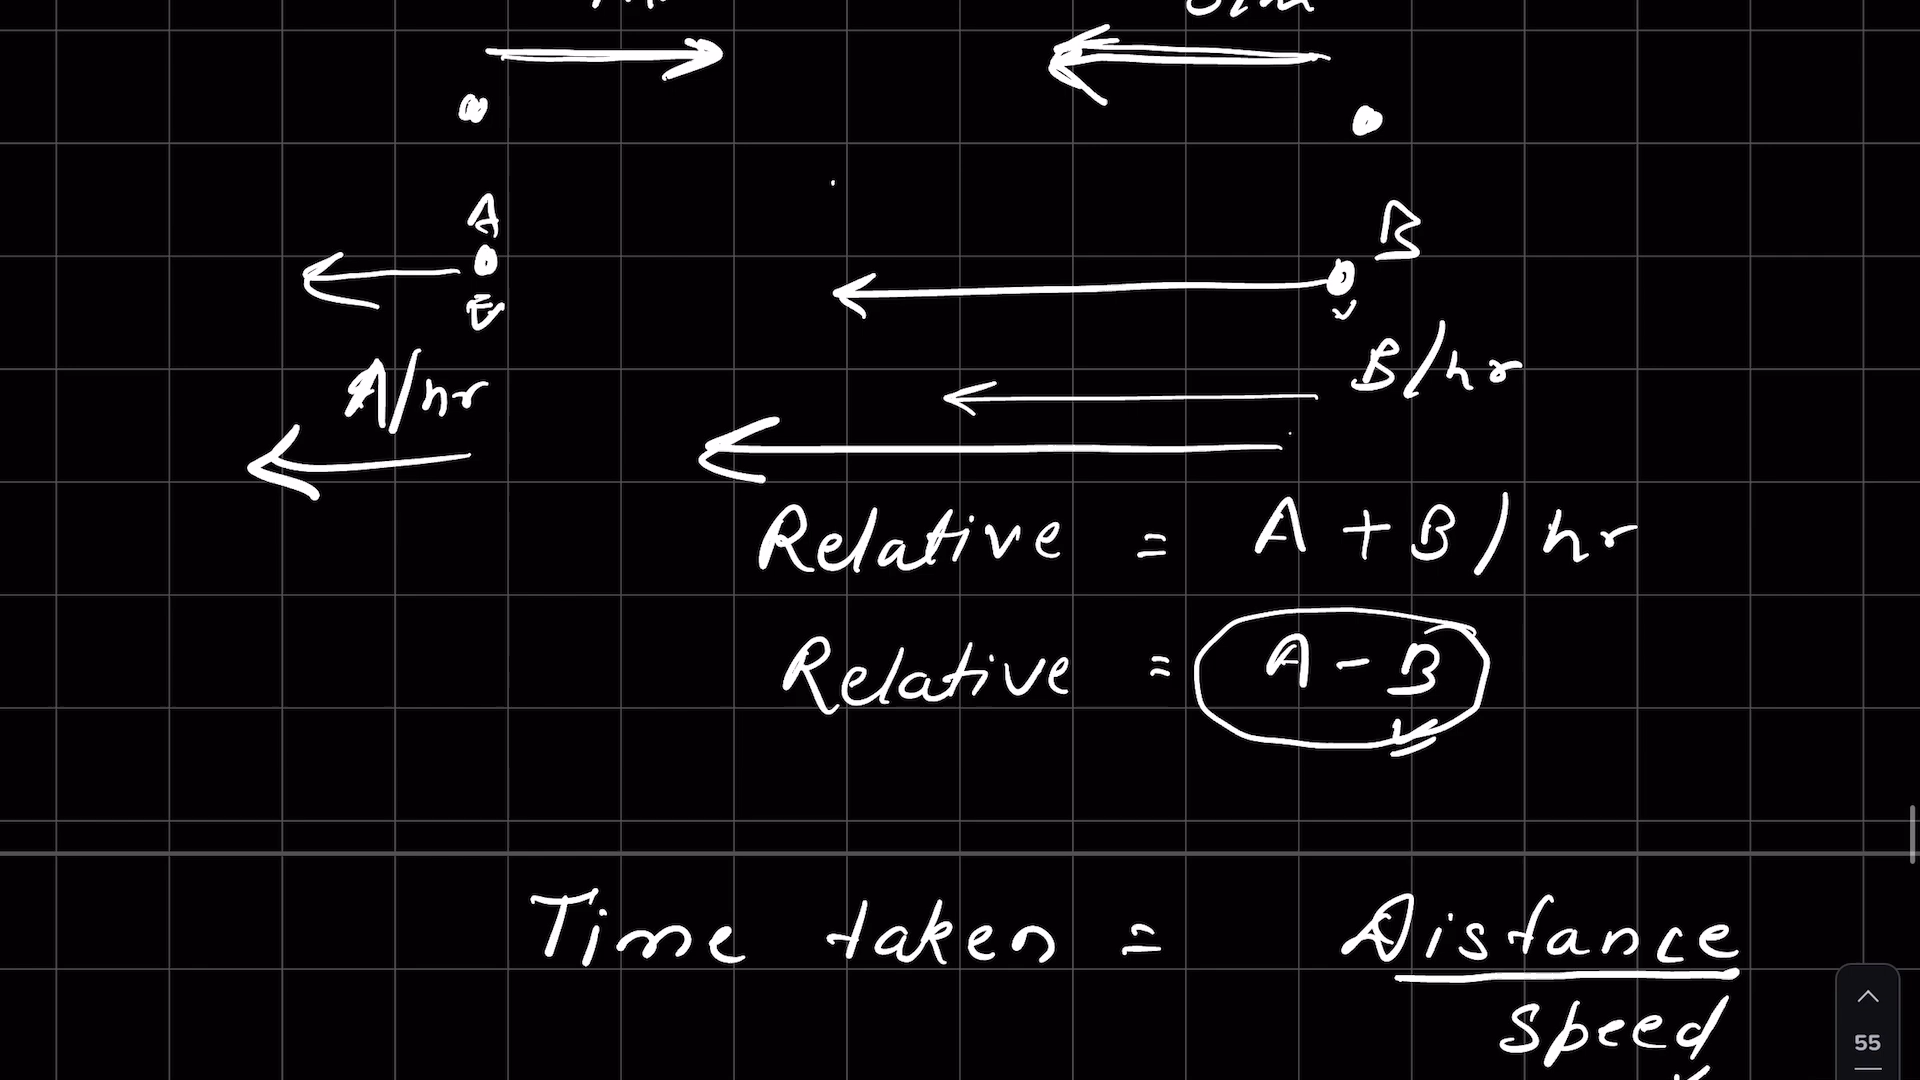 A
B
A/hr
B/hr
Relative = A + B / hr
Relative = A - B
Time taken = Distance
Speed
55